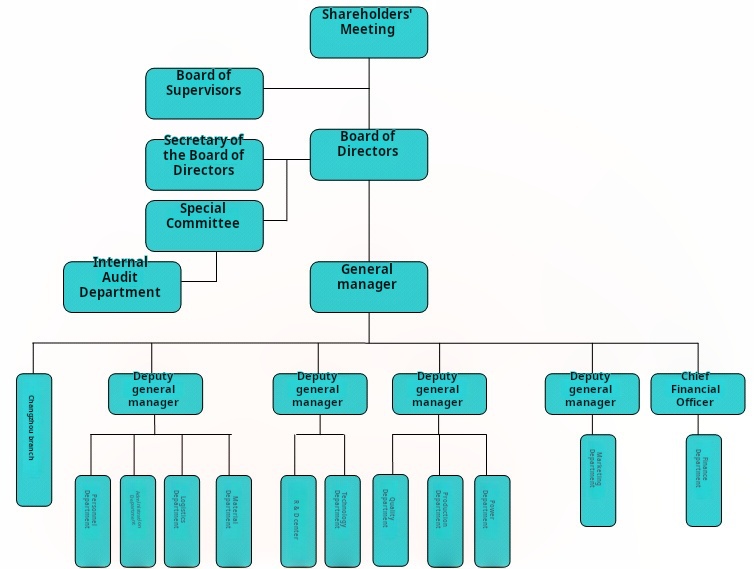 Shareholders'
Meeting
Board of
Supervisors
Secretary of
the Board of
Directors
Board of
Directors
Special
Committee
Internal
Audit
Department
General
manager
Changzhou branch
Deputy
general
manager
Deputy
general
manager
Deputy
general
manager
Deputy
general
manager
Chief
Financial
Officer
Personnel
Department
Administration
Department
Logistics
Department
Material
Department
R & D center
Technology
Department
Quality
Department
Production
Department
Power
Department
Marketing
Department
Finance
Department